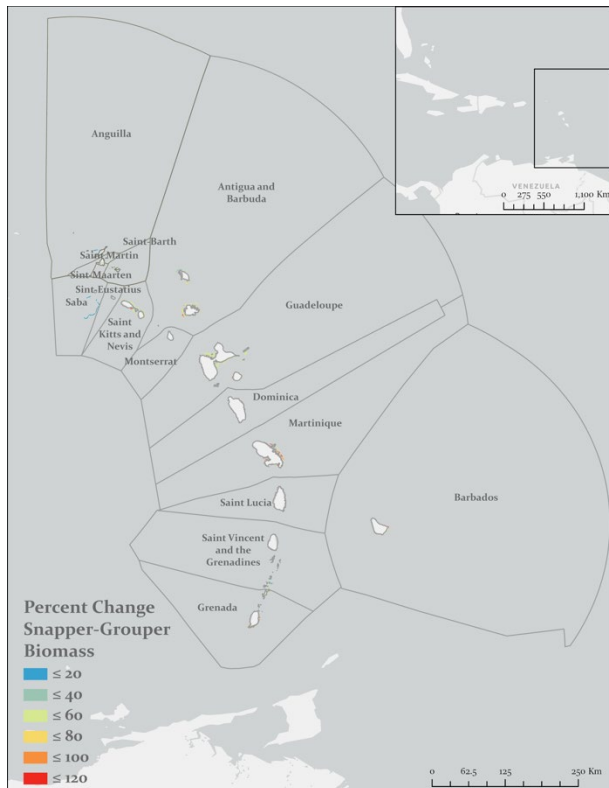 VENEZUELA
0 275 550 1,100 Km
Anguilla
Antigua and
Barbuda
Saint-Barth
Saint Martin
Sint-Maarten
Sint-Eustatius
Saba
Saint
Kitts and
Nevis
Montserrat
Guadeloupe
Dominica
Martinique
Saint Lucia
Barbados
Saint Vincent
and the
Grenadines
Grenada
Percent Change
Snapper-Grouper
Biomass
≤ 20
≤ 40
≤ 60
≤ 80
≤ 100
≤ 120
0 62.5 125 250 Km